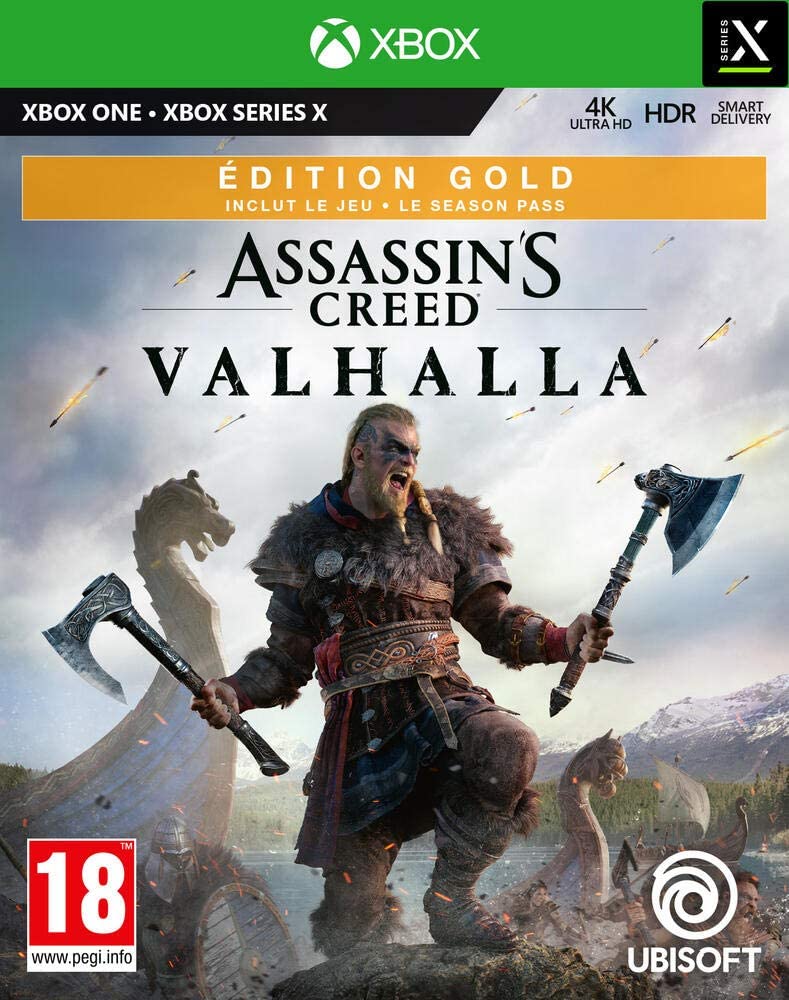 XBOX
SERIES X
XBOX ONE • XBOX SERIES X
4K
ULTRA HD
HDR
SMART
DELIVERY
ÉDITION GOLD
INCLUT LE JEU • LE SEASON PASS
ASSASSIN'S
CREED®
VALHALLA
18™
www.pegi.info
UBISOFT